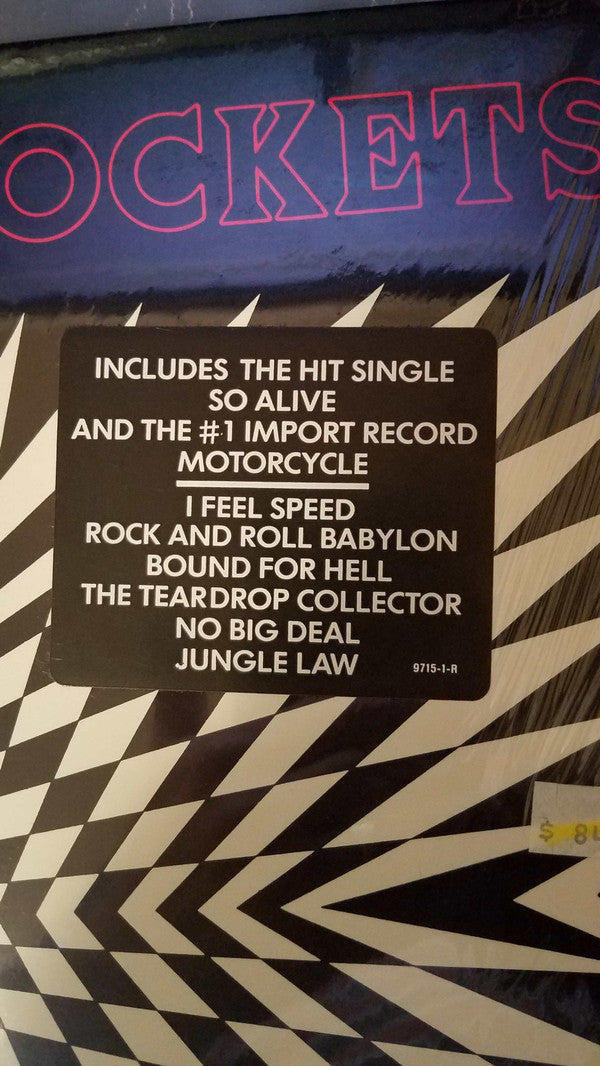 OCKETS
INCLUDES THE HIT SINGLE
SO ALIVE
AND THE #1 IMPORT RECORD
MOTORCYCLE
I FEEL SPEED
ROCK AND ROLL BABYLON
BOUND FOR HELL
THE TEARDROP COLLECTOR
NO BIG DEAL
JUNGLE LAW
9715-1-R
$ 8